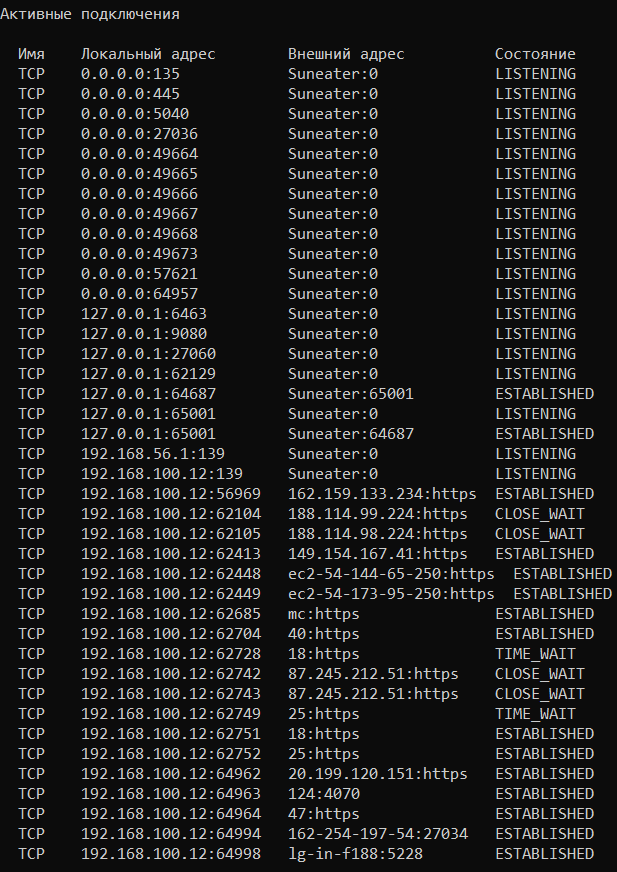 Активные подключения
Имя Локальный адрес Внешний адрес Состояние
TCP 0.0.0.0:135 Suneater:0 LISTENING
TCP 0.0.0.0:445 Suneater:0 LISTENING
TCP 0.0.0.0:5040 Suneater:0 LISTENING
TCP 0.0.0.0:27036 Suneater:0 LISTENING
TCP 0.0.0.0:49664 Suneater:0 LISTENING
TCP 0.0.0.0:49665 Suneater:0 LISTENING
TCP 0.0.0.0:49666 Suneater:0 LISTENING
TCP 0.0.0.0:49667 Suneater:0 LISTENING
TCP 0.0.0.0:49668 Suneater:0 LISTENING
TCP 0.0.0.0:49673 Suneater:0 LISTENING
TCP 0.0.0.0:57621 Suneater:0 LISTENING
TCP 0.0.0.0:64957 Suneater:0 LISTENING
TCP 127.0.0.1:6463 Suneater:0 LISTENING
TCP 127.0.0.1:9080 Suneater:0 LISTENING
TCP 127.0.0.1:27060 Suneater:0 LISTENING
TCP 127.0.0.1:62129 Suneater:0 LISTENING
TCP 127.0.0.1:64687 Suneater:65001 ESTABLISHED
TCP 127.0.0.1:65001 Suneater:0 LISTENING
TCP 127.0.0.1:65001 Suneater:64687 ESTABLISHED
TCP 192.168.56.1:139 Suneater:0 LISTENING
TCP 192.168.100.12:139 Suneater:0 LISTENING
TCP 192.168.100.12:56969 162.159.133.234:https ESTABLISHED
TCP 192.168.100.12:62104 188.114.99.224:https CLOSE_WAIT
TCP 192.168.100.12:62105 188.114.98.224:https CLOSE_WAIT
TCP 192.168.100.12:62413 149.154.167.41:https ESTABLISHED
TCP 192.168.100.12:62448 ec2-54-144-65-250:https ESTABLISHED
TCP 192.168.100.12:62449 ec2-54-173-95-250:https ESTABLISHED
TCP 192.168.100.12:62685 mc:https ESTABLISHED
TCP 192.168.100.12:62704 40:https ESTABLISHED
TCP 192.168.100.12:62728 18:https TIME_WAIT
TCP 192.168.100.12:62742 87.245.212.51:https CLOSE_WAIT
TCP 192.168.100.12:62743 87.245.212.51:https CLOSE_WAIT
TCP 192.168.100.12:62749 25:https TIME_WAIT
TCP 192.168.100.12:62751 18:https ESTABLISHED
TCP 192.168.100.12:62752 25:https ESTABLISHED
TCP 192.168.100.12:64962 20.199.120.151:https ESTABLISHED
TCP 192.168.100.12:64963 124:4070 ESTABLISHED
TCP 192.168.100.12:64964 47:https ESTABLISHED
TCP 192.168.100.12:64994 162-254-197-54:27034 ESTABLISHED
TCP 192.168.100.12:64998 lg-in-f188:5228 ESTABLISHED